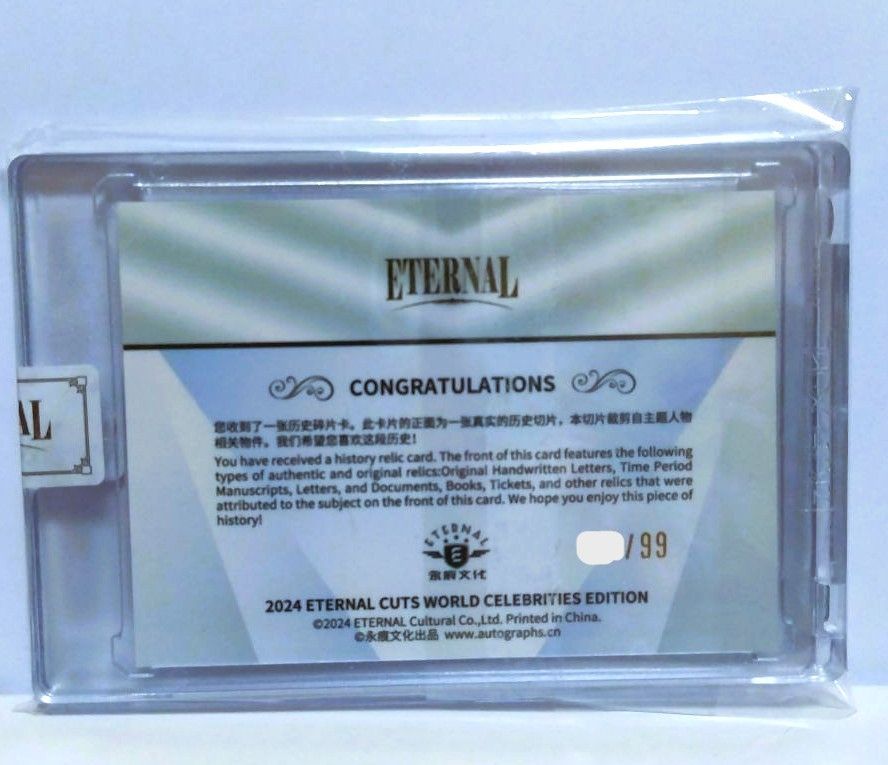 ETERNAL
CONGRATULATIONS
您收到了一张历史碎片卡。此卡片的正面为一张真实的历史切片，本切片裁剪自主题人物
相关物件。我们希望您喜欢这段历史！
You have received a history relic card. The front of this card features the following
types of authentic and original relics:Original Handwritten Letters, Time Period
Manuscripts, Letters, and Documents, Books, Tickets, and other relics that were
attributed to the subject on the front of this card. We hope you enjoy this piece of
history!
AL
ETERNAL
E
永痕文化
/99
2024 ETERNAL CUTS WORLD CELEBRITIES EDITION
©2024 ETERNAL Cultural Co.,Ltd. Printed in China.
©永痕文化出品 www.autographs.cn